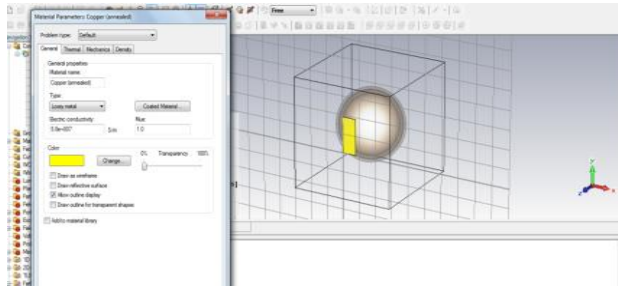 Material Parameters: Copper (annealed)
Free
Problem type: Default
General Thermal Mechanics Density
General properties
Material name:
Copper (annealed)
Type:
Lossy metal
Coated Material...
Electric conductivity:
Mue:
5.8e+007 S/m
1.0
Color
0% Transparency 100%
Change...
Draw as wireframe
Draw reflective surface
Allow outline display
Draw outline for transparent shapes
Add to material library